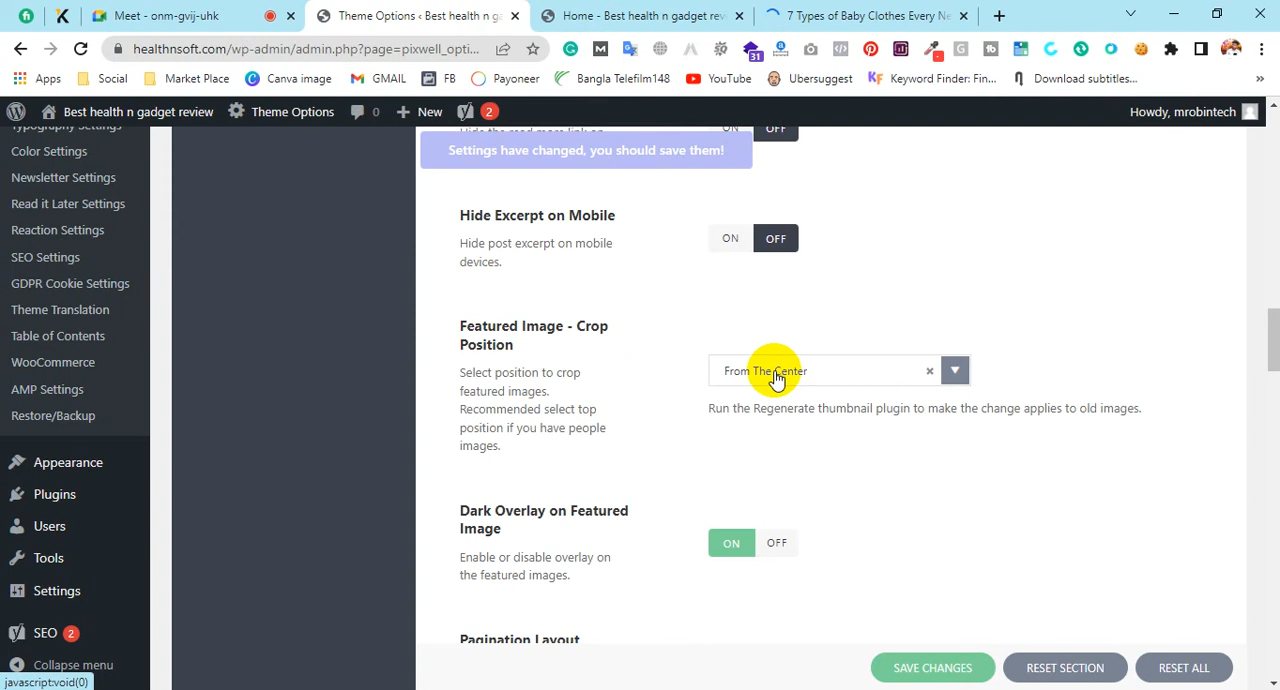 Meet - onm-gvij-uhk
Theme Options ‹ Best health n ga
Home - Best health n gadget rev
7 Types of Baby Clothes Every Ne
healthnsoft.com/wp-admin/admin.php?page=pixwell_opti...
31
Apps
Social
Market Place
Canva image
GMAIL
FB
Payoneer
Bangla Telefilm148
YouTube
Ubersuggest
Keyword Finder: Fin...
Download subtitles...
Best health n gadget review
Theme Options
0
New
2
Howdy, mrobintech
Typography Settings
Color Settings
Newsletter Settings
Read it Later Settings
Reaction Settings
SEO Settings
GDPR Cookie Settings
Theme Translation
Table of Contents
WooCommerce
AMP Settings
Restore/Backup
Appearance
Plugins
Users
Tools
Settings
SEO 2
Collapse menu
javascript:void(0)
Hide the read more link on
ON OFF
Settings have changed, you should save them!
Hide Excerpt on Mobile
Hide post excerpt on mobile
devices.
ON OFF
Featured Image - Crop
Position
Select position to crop
featured images.
Recommended select top
position if you have people
images.
From The Center
Run the Regenerate thumbnail plugin to make the change applies to old images.
Dark Overlay on Featured
Image
Enable or disable overlay on
the featured images.
ON OFF
Pagination Layout
SAVE CHANGES
RESET SECTION
RESET ALL